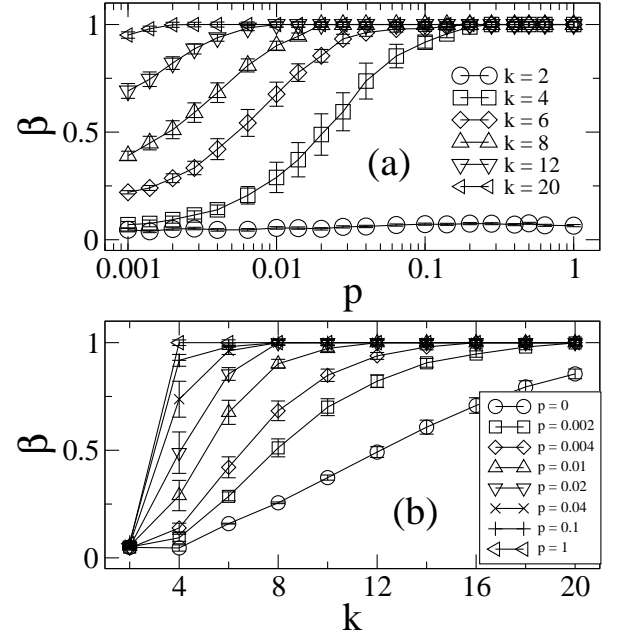 1
0.5
0
β
0.001
0.01
0.1
1
p
(a)
k = 2
k = 4
k = 6
k = 8
k = 12
k = 20
1
0.5
0
β
4
8
12
16
20
k
(b)
p = 0
p = 0.002
p = 0.004
p = 0.01
p = 0.02
p = 0.04
p = 0.1
p = 1